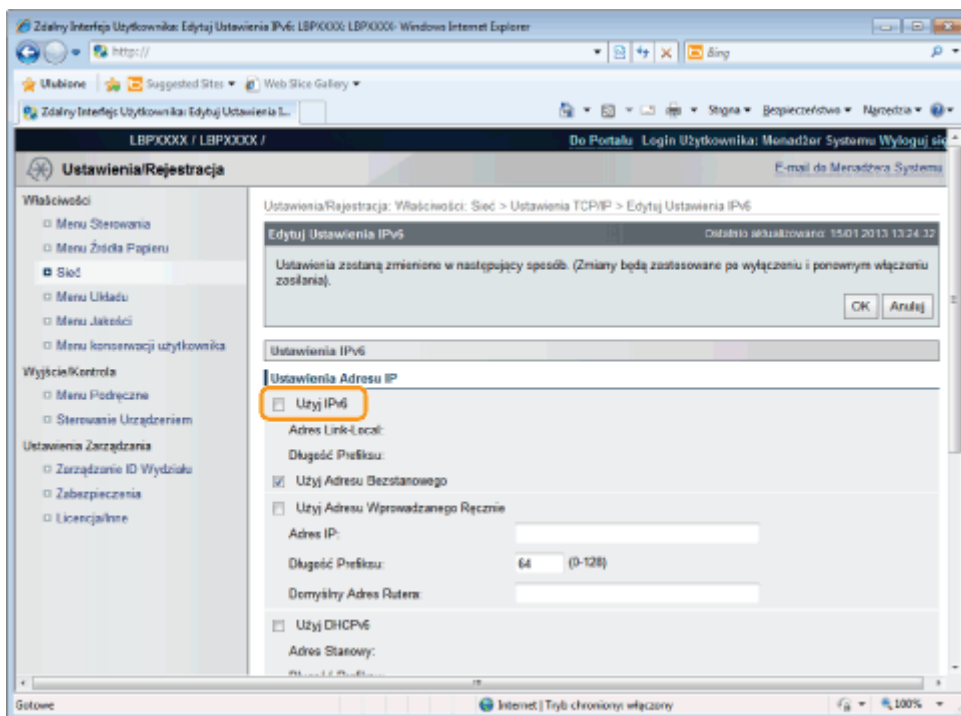 Zdalny Interfejs Użytkownika: Edytuj Ustawienia IPv6: LBPXXXX: LBPXXXX- Windows Internet Explorer
http://
Bing
Ulubione Suggested Sites Web Slice Gallery
Zdalny Interfejs Użytkownika: Edytuj Ustawienia I... Strona Bezpieczeństwo Narzędzia
LBPXXXX / LBPXXXX / Do Portalu Login Użytkownika: Menadżer Systemu Wyloguj się
Ustawienia/Rejestracja E-mail do Menadżera Systemu
Właściwości
Menu Sterowania
Menu Źródła Papieru
Sieć
Menu Układu
Menu Jakości
Menu konserwacji użytkownika
Wyjście/Kontrola
Menu Podręczne
Sterowanie Urządzeniem
Ustawienia Zarządzania
Zarządzanie ID Wydziału
Zabezpieczenia
Licencja/Inne
Ustawienia/Rejestracja: Właściwości: Sieć > Ustawienia TCP/IP > Edytuj Ustawienia IPv6
Edytuj Ustawienia IPv6 Ostatnio aktualizowano: 15/01 2013 13:24:32
Ustawienia zostaną zmienione w następujący sposób. (Zmiany będą zastosowane po wyłączeniu i ponownym włączeniu
zasilania).
OK Anuluj
Ustawienia IPv6
Ustawienia Adresu IP
Użyj IPv6
Adres Link-Local:
Długość Prefiksu:
Użyj Adresu Bezstanowego
Użyj Adresu Wprowadzanego Ręcznie
Adres IP:
Długość Prefiksu: 64 (0-128)
Domyślny Adres Rutera:
Użyj DHCPv6
Adres Stanowy:
Gotowe Internet | Tryb chroniony: włączony 100%